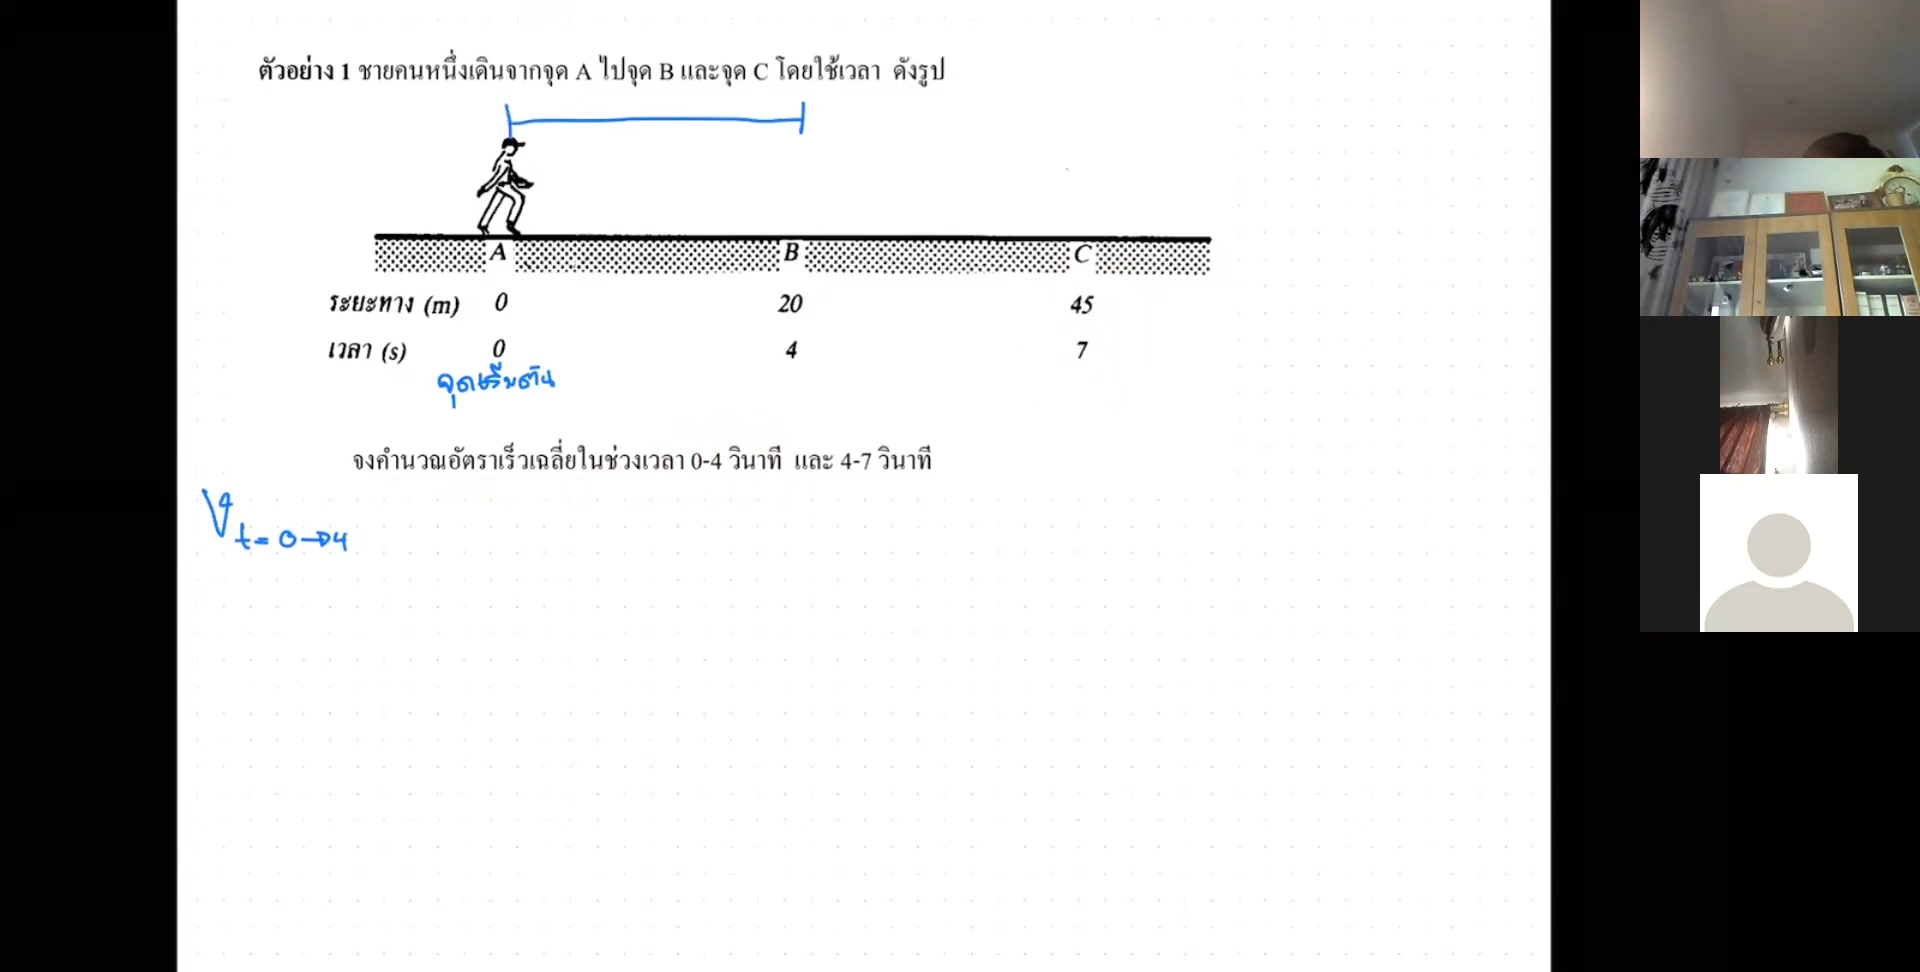 ตัวอย่าง 1 ชายคนหนึ่งเดินจากจุด A ไปจุด B และจุด C โดยใช้เวลา ดังรูป
A B C
ระยะทาง (m) 0 20 45
เวลา (s) 0 4 7
จุดเริ่มต้น
จงคำนวณอัตราเร็วเฉลี่ยในช่วงเวลา 0-4 วินาที และ 4-7 วินาที
V t = 0→4